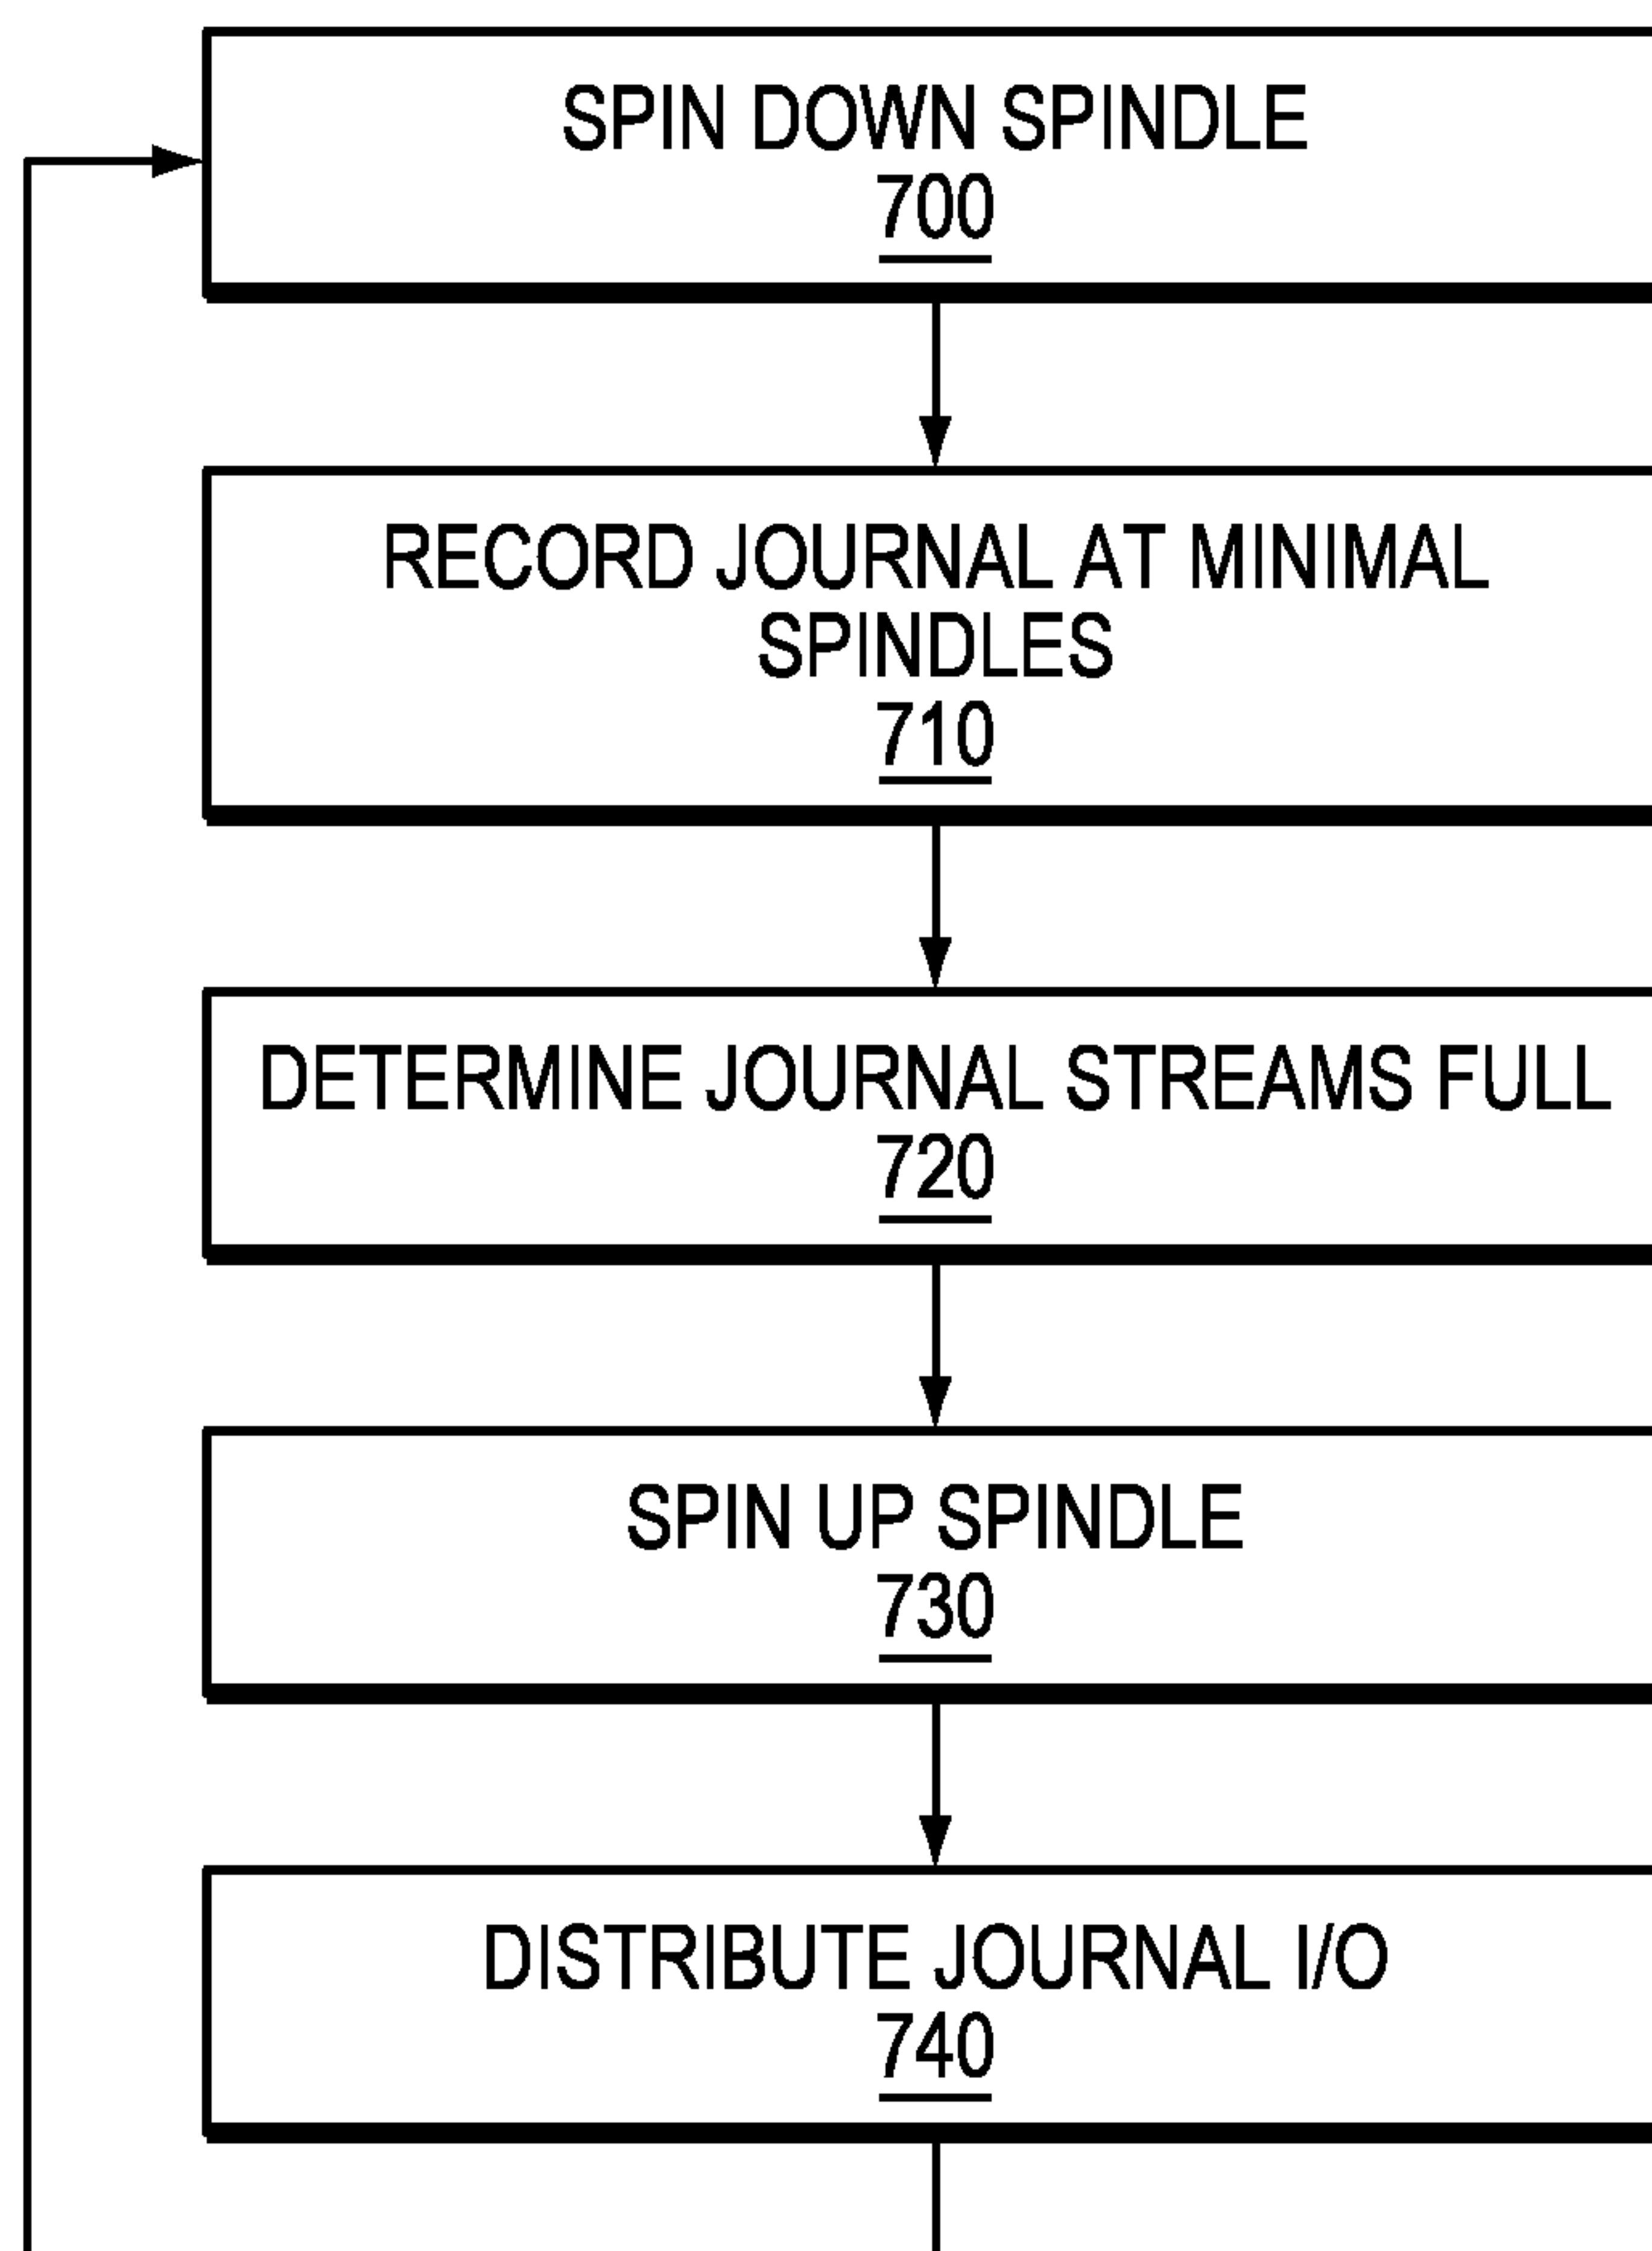 SPIN DOWN SPINDLE
700
RECORD JOURNAL AT MINIMAL
SPINDLES
710
DETERMINE JOURNAL STREAMS FULL
720
SPIN UP SPINDLE
730
DISTRIBUTE JOURNAL I/O
740